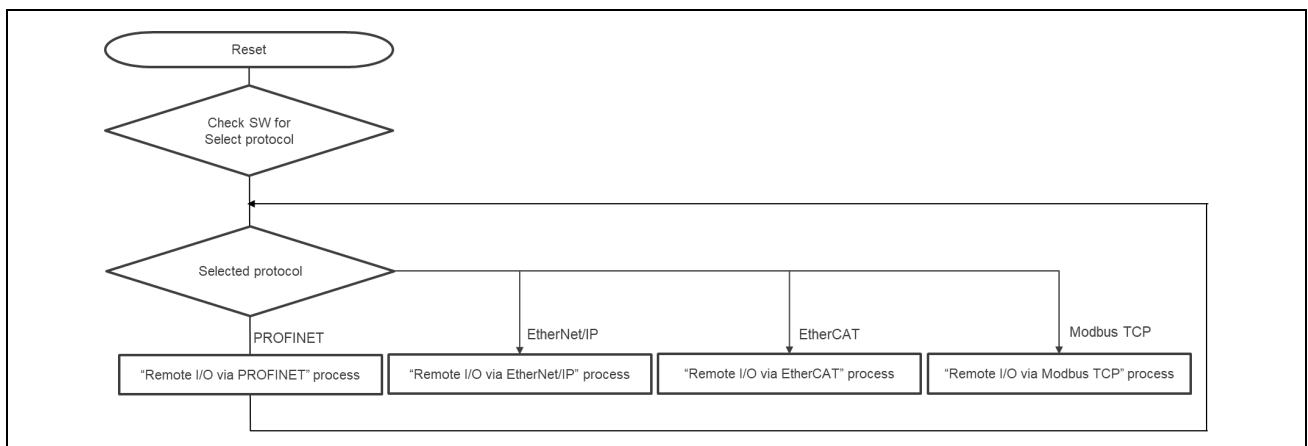 Reset
Check SW for
Select protocol
Selected protocol
PROFINET
EtherNet/IP
EtherCAT
Modbus TCP
“Remote I/O via PROFINET” process
“Remote I/O via EtherNet/IP” process
“Remote I/O via EtherCAT” process
“Remote I/O via Modbus TCP” process